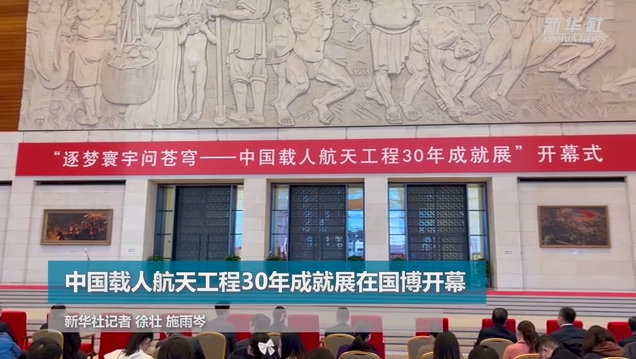 新华社
XINHUA NEWS
“逐梦寰宇问苍穹——中国载人航天工程30年成就展”开幕式
中国载人航天工程30年成就展在国博开幕
新华社记者 徐壮 施雨岑